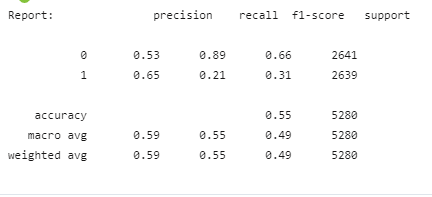 Report: precision recall f1-score support
0 0.53 0.89 0.66 2641
1 0.65 0.21 0.31 2639
accuracy 0.55 5280
macro avg 0.59 0.55 0.49 5280
weighted avg 0.59 0.55 0.49 5280